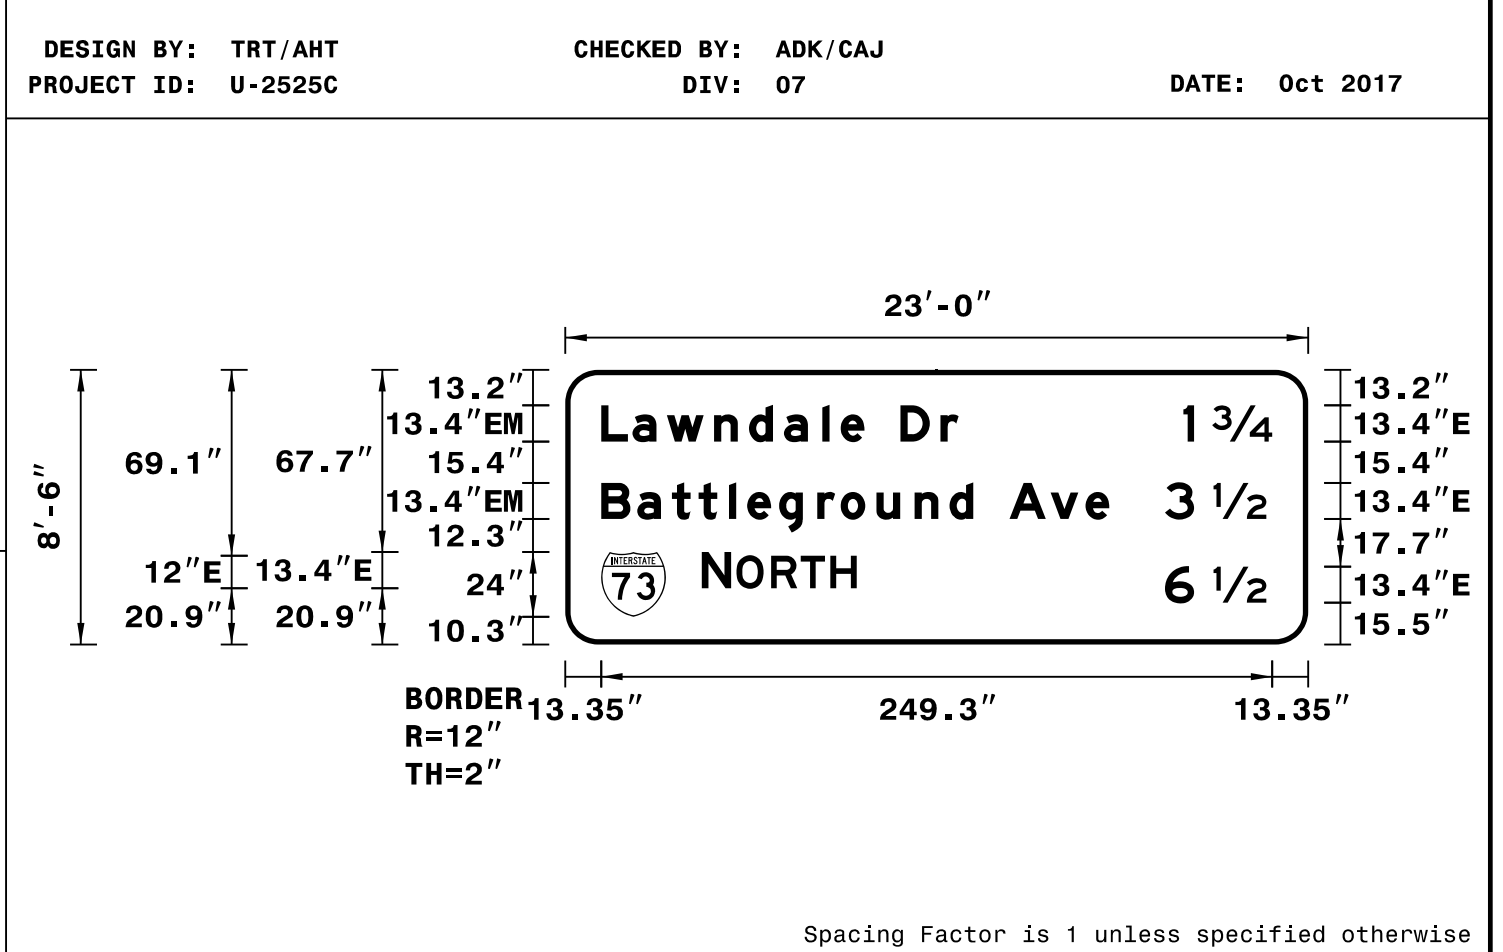 DESIGN BY: TRT/AHT CHECKED BY: ADK/CAJ
PROJECT ID: U-2525C DIV: 07 DATE: Oct 2017
23′-0″
8′-6″
69.1″
12″E
20.9″
67.7″
13.4″E
20.9″
13.2″
13.4″EM
15.4″
13.4″EM
12.3″
24″
10.3″
Lawndale Dr 1 3/4
Battleground Ave 3 1/2
INTERSTATE
73 NORTH 6 1/2
13.2″
13.4″E
15.4″
13.4″E
17.7″
13.4″E
15.5″
13.35″ 249.3″ 13.35″
BORDER
R=12″
TH=2″
Spacing Factor is 1 unless specified otherwise